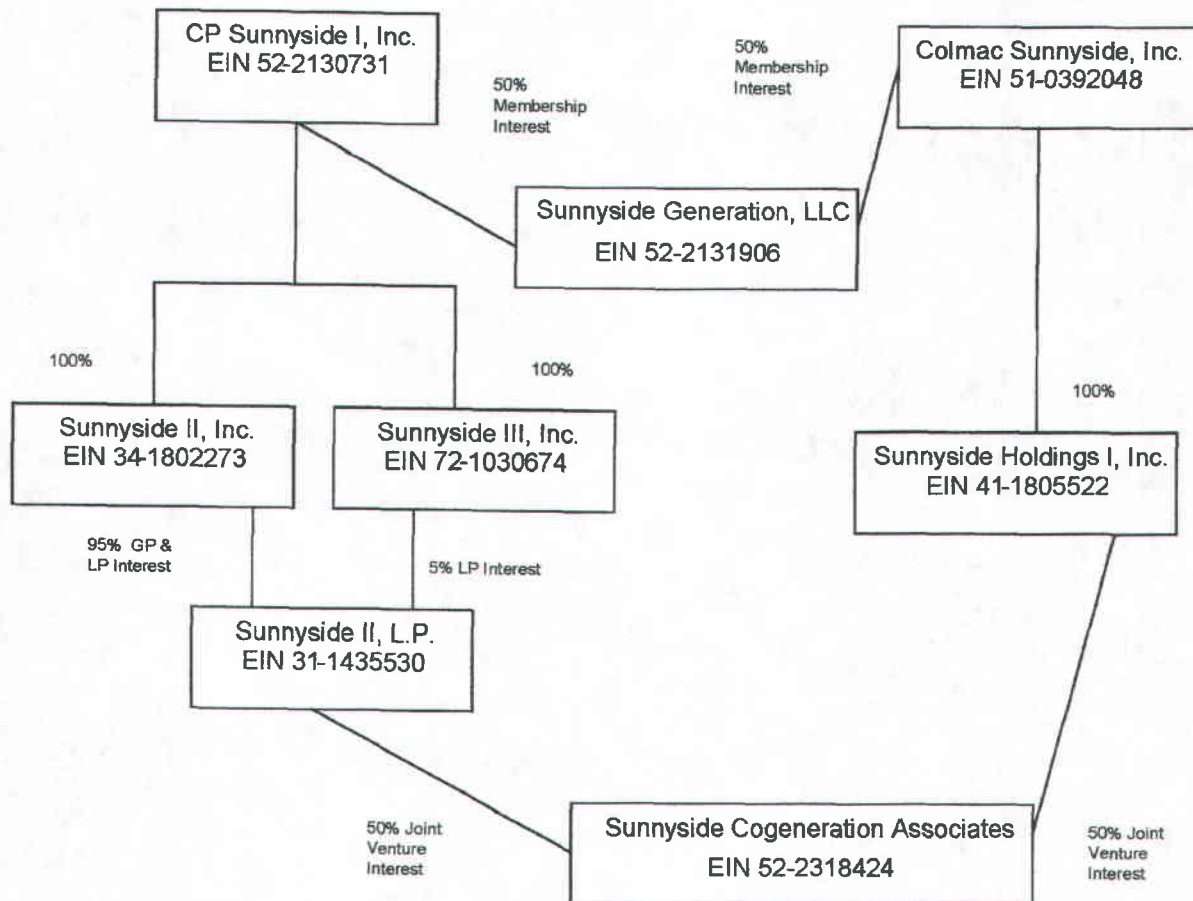 CP Sunnyside I, Inc.
EIN 52-2130731
50%
Membership
Interest
50%
Membership
Interest
Colmac Sunnyside, Inc.
EIN 51-0392048
Sunnyside Generation, LLC
EIN 52-2131906
100%
100%
100%
Sunnyside II, Inc.
EIN 34-1802273
Sunnyside III, Inc.
EIN 72-1030674
Sunnyside Holdings I, Inc.
EIN 41-1805522
95% GP &
LP Interest
5% LP Interest
Sunnyside II, L.P.
EIN 31-1435530
50% Joint
Venture
Interest
Sunnyside Cogeneration Associates
EIN 52-2318424
50% Joint
Venture
Interest